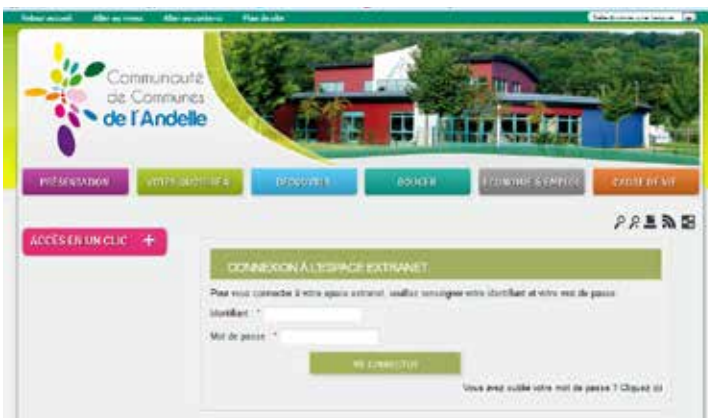 Retour accueil Aller au menu Aller au contenu Plan du site
Sélectionner une langue
Communauté
de Communes
de l'Andelle
PRÉSENTATION VOTRE QUOTIDIEN DÉCOUVRIR BOUGER ÉCONOMIE & EMPLOI CADRE DE VIE
ACCÈS EN UN CLIC +
CONNEXION À L'ESPACE EXTRANET
Pour vous connecter à votre espace extranet, veuillez renseigner votre identifiant et votre mot de passe.
Identifiant : *
Mot de passe : *
ME CONNECTER
Vous avez oublié votre mot de passe ? Cliquez ici